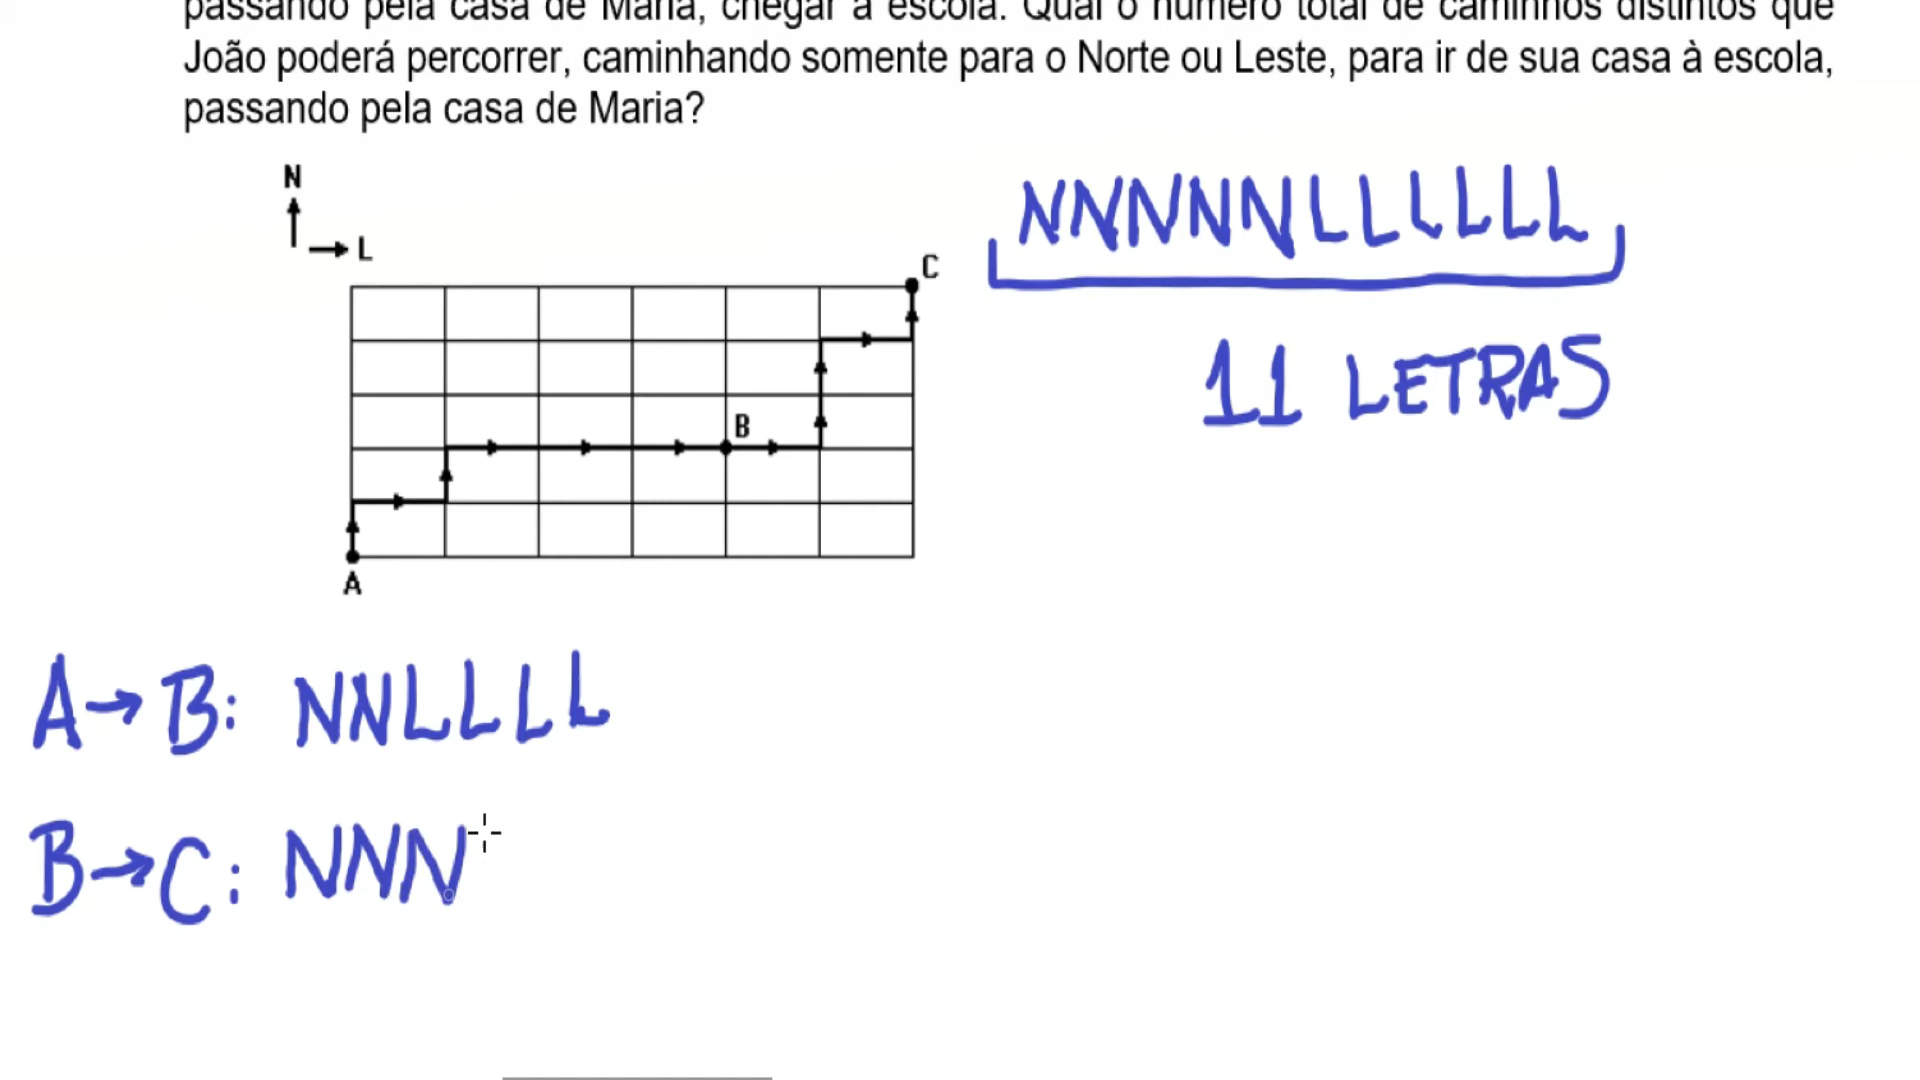 passando pela casa de Maria, chegar à escola. Qual o número total de caminhos distintos que
João poderá percorrer, caminhando somente para o Norte ou Leste, para ir de sua casa à escola,
passando pela casa de Maria?
N
L
NNNNNLLLLLL
11 LETRAS
C
B
A
A→B: NNLLLL
B→C: NNN